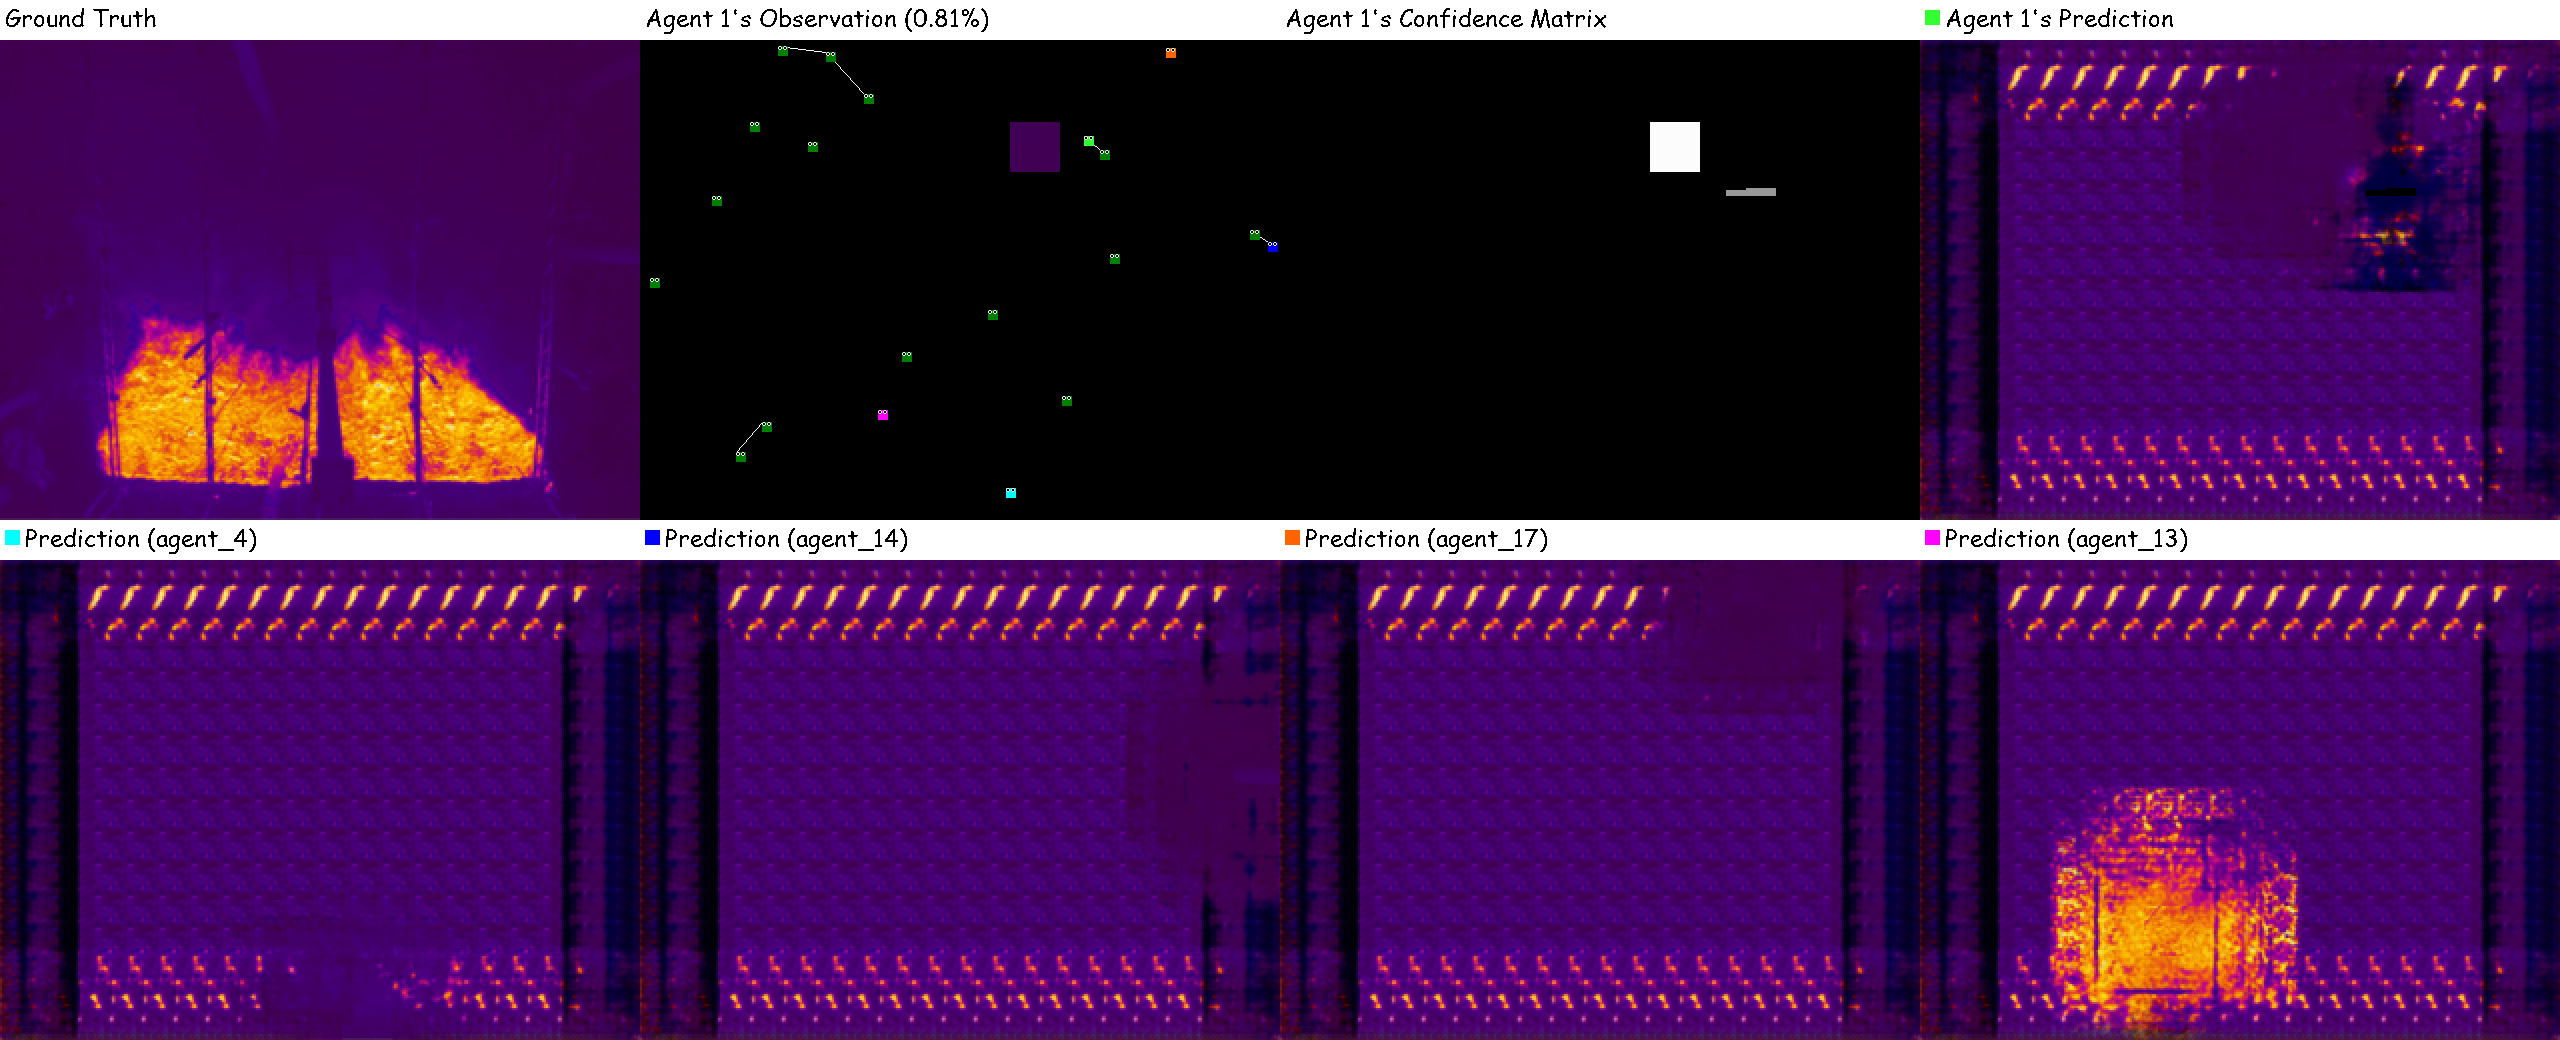 Ground Truth
Agent 1's Observation (0.81%)
Agent 1's Confidence Matrix
Agent 1's Prediction
Prediction (agent_4)
Prediction (agent_14)
Prediction (agent_17)
Prediction (agent_13)